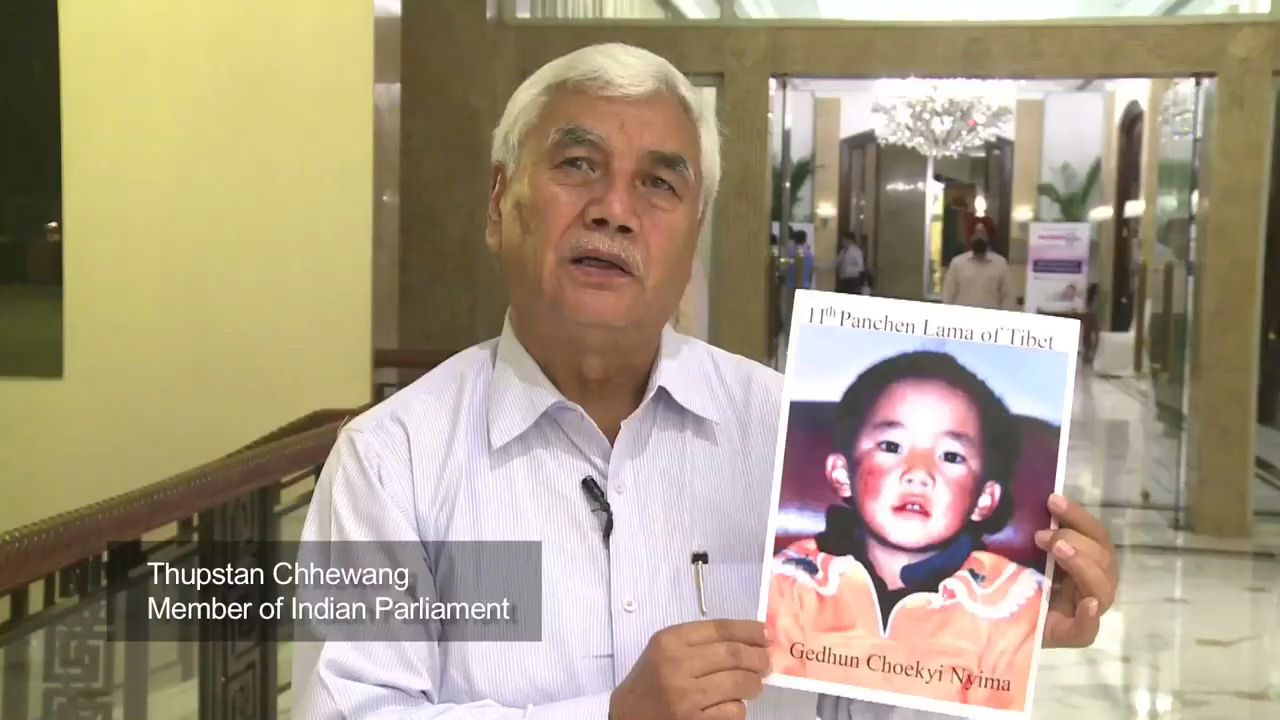 11th Panchen Lama of Tibet
Gedhun Choekyi Nyima
Thupstan Chhewang
Member of Indian Parliament